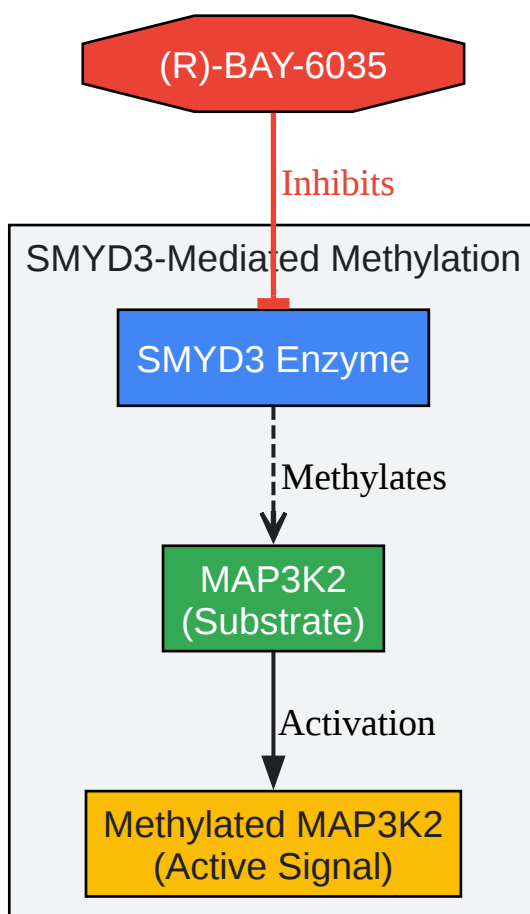 (R)-BAY-6035
Inhibits
SMYD3-Mediated Methylation
SMYD3 Enzyme
Methylates
MAP3K2
(Substrate)
Activation
Methylated MAP3K2
(Active Signal)